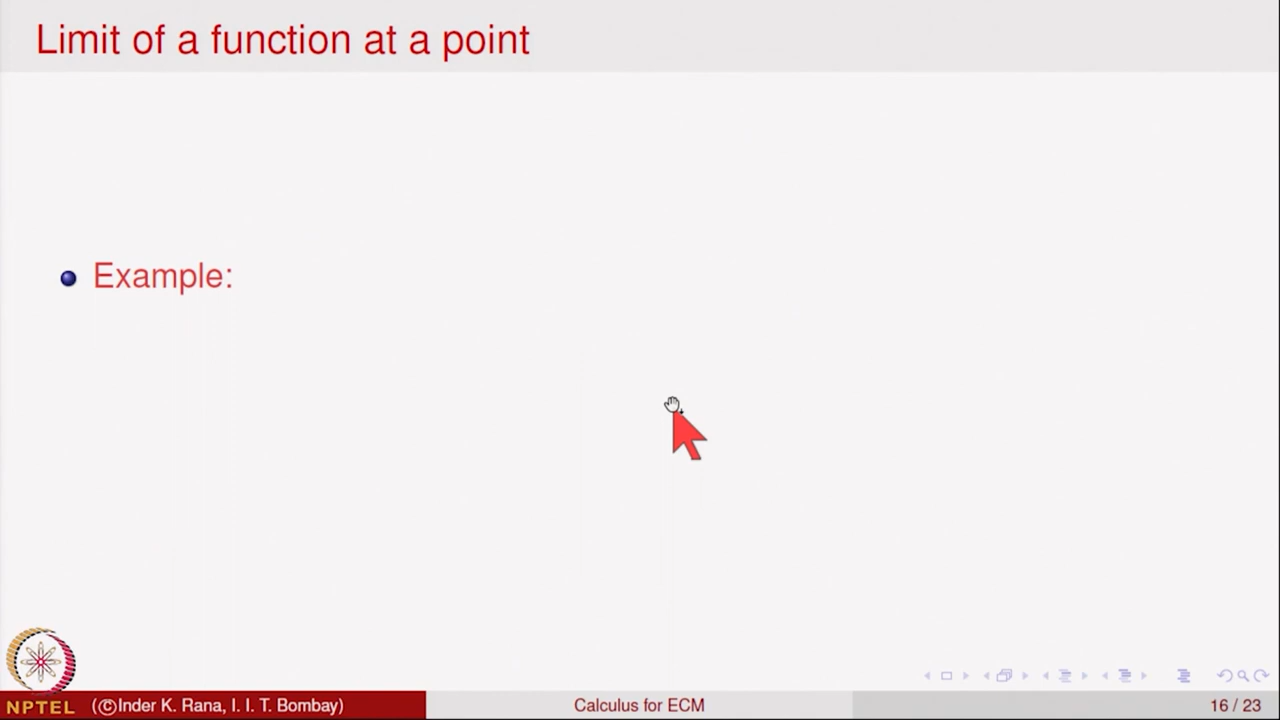 Limit of a function at a point
Example:
NPTEL
(©Inder K. Rana, I. I. T. Bombay)
Calculus for ECM
16 / 23